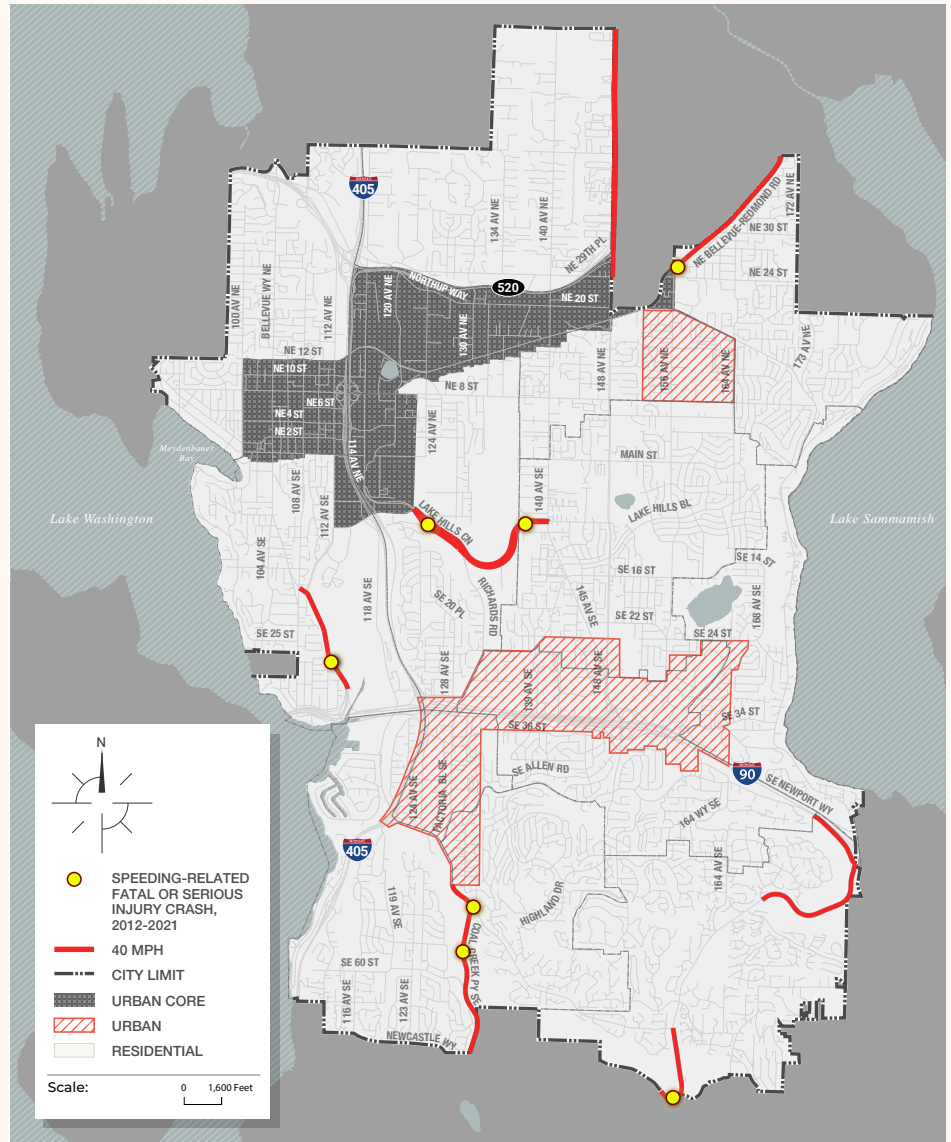 405
134 AV NE
140 AV NE
NE 29TH PL
NE BELLEVUE-REDMOND RD
172 AV NE
NE 30 ST
NE 24 ST
100 AV NE
BELLEVUE WY NE
112 AV NE
120 AV NE
NORTHUP WAY
520
NE 20 ST
130 AV NE
NE 12 ST
NE 10 ST
NE 8 ST
NE 6 ST
NE 4 ST
NE 2 ST
148 AV NE
156 AV NE
164 AV NE
173 AV NE
124 AV NE
114 AV NE
Meydenbauer
Bay
MAIN ST
Lake Washington
108 AV SE
112 AV SE
LAKE HILLS CN
140 AV SE
LAKE HILLS BL
Lake Sammamish
104 AV SE
118 AV SE
SE 14 ST
SE 16 ST
SE 20 PL
RICHARDS RD
145 AV SE
SE 22 ST
168 AV SE
SE 25 ST
SE 24 ST
128 AV SE
139 AV SE
148 AV SE
SE 36 ST
SE 34 ST
SE ALLEN RD
90
SE NEWPORT WY
124 AV SE
FACTORIA BL SE
164 WY SE
405
164 AV SE
119 AV SE
HIGHLAND DR
COAL CREEK PY SE
SE 60 ST
116 AV SE
123 AV SE
NEWCASTLE WY
N
SPEEDING-RELATED
FATAL OR SERIOUS
INJURY CRASH,
2012-2021
40 MPH
CITY LIMIT
URBAN CORE
URBAN
RESIDENTIAL
Scale:
0 1,600 Feet